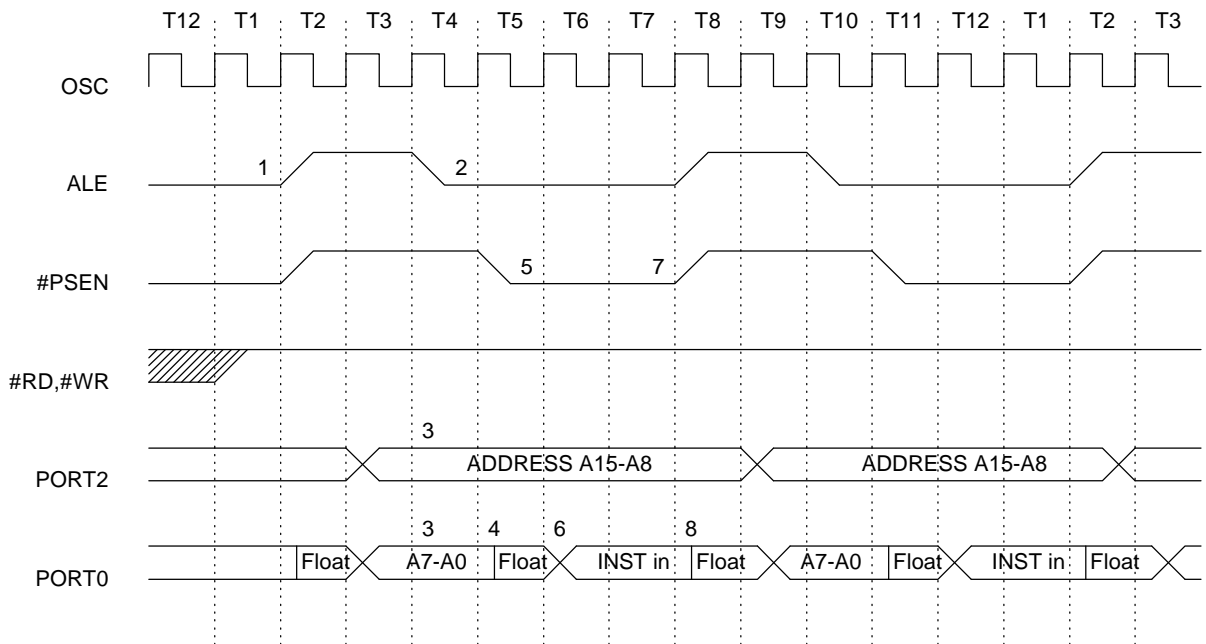 T12 T1 T2 T3 T4 T5 T6 T7 T8 T9 T10 T11 T12 T1 T2 T3
OSC
1 2
ALE
5 7
#PSEN
#RD,#WR
3
ADDRESS A15-A8 ADDRESS A15-A8
PORT2
3 4 6 8
Float A7-A0 Float INST in Float A7-A0 Float INST in Float
PORT0